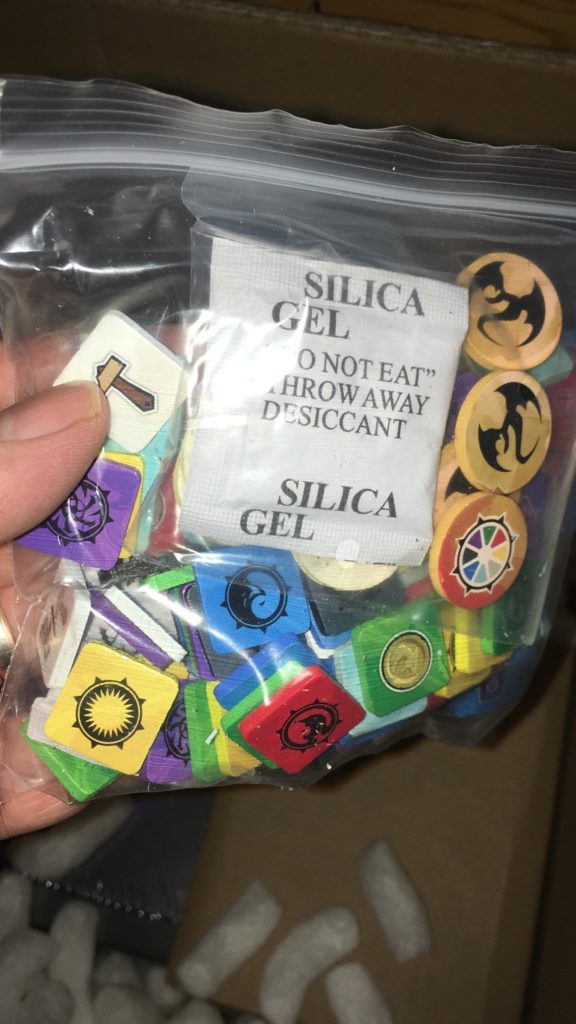 SILICA
GEL
"DO NOT EAT"
THROW AWAY
DESICCANT
SILICA
GEL